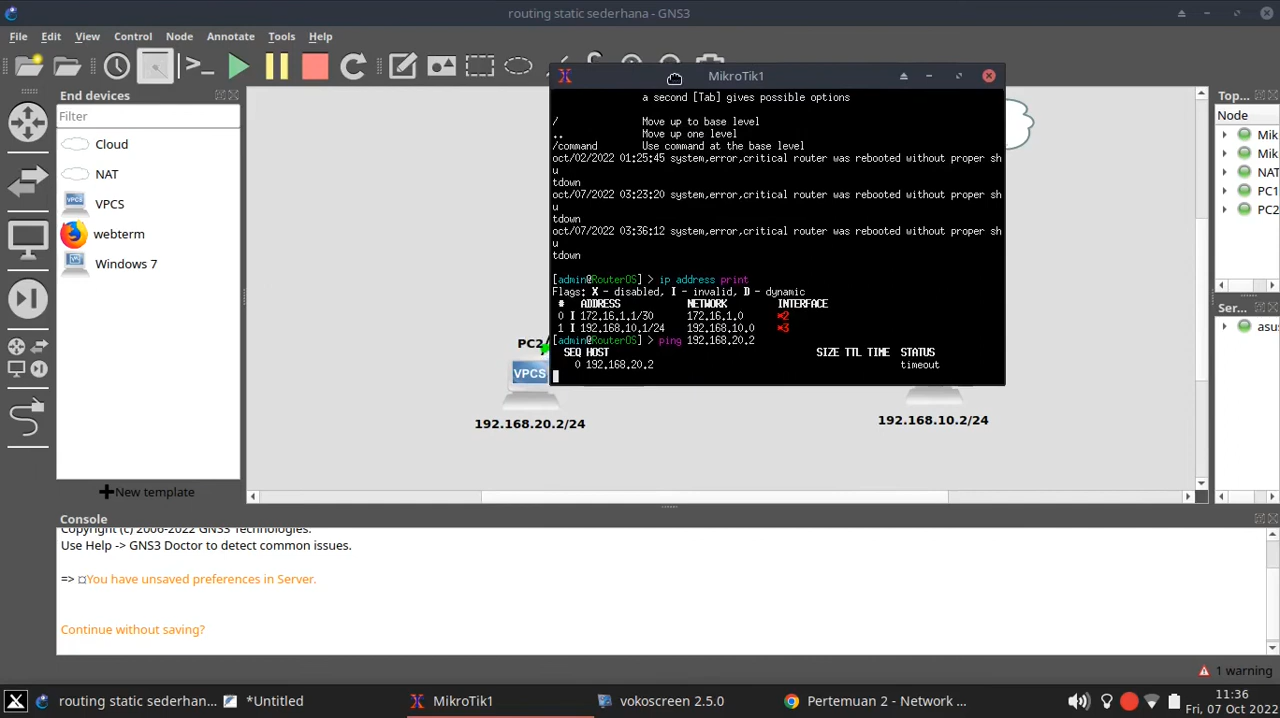 routing static sederhana - GNS3
File Edit View Control Node Annotate Tools Help
End devices
Filter
Cloud
NAT
VPCS
webterm
Windows 7
New template
MikroTik1
a second [Tab] gives possible options
/ Move up to base level
.. Move up one level
/command Use command at the base level
oct/02/2022 01:25:45 system,error,critical router was rebooted without proper sh
u
tdown
oct/07/2022 03:23:20 system,error,critical router was rebooted without proper sh
u
tdown
oct/07/2022 03:36:12 system,error,critical router was rebooted without proper sh
u
tdown
[admin@RouterOS] > ip address print
Flags: X - disabled, I - invalid, D - dynamic
# ADDRESS NETWORK INTERFACE
0 I 172.16.1.1/30 172.16.1.0 *2
1 I 192.168.10.1/24 192.168.10.0 *3
[admin@RouterOS] > ping 192.168.20.2
SEQ HOST SIZE TTL TIME STATUS
0 192.168.20.2 timeout
PC2
VPCS
192.168.20.2/24
192.168.10.2/24
Top...
Node
Mik
Mik
NAT
PC1
PC2
Ser...
asus
Console
Copyright (c) 2006-2022 GNS3 Technologies.
Use Help -> GNS3 Doctor to detect common issues.
=> You have unsaved preferences in Server.
Continue without saving?
1 warning
routing static sederhan...
*Untitled
MikroTik1
vokoscreen 2.5.0
Pertemuan 2 - Network ...
11:36
Fri, 07 Oct 2022